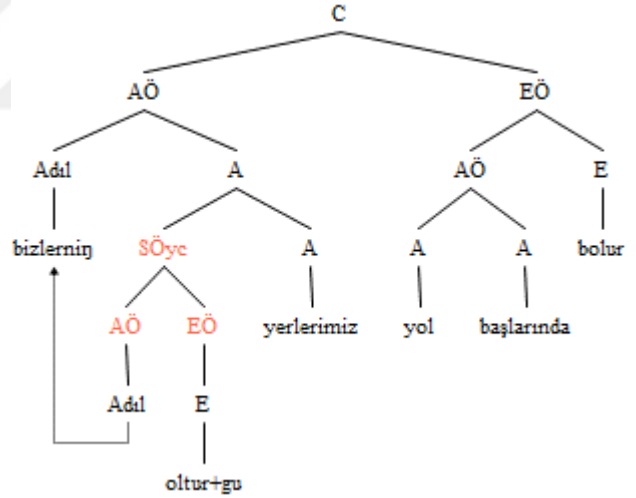 C
AÖ EÖ
Adıl A AÖ E
bizlerniŋ SÖyc A A A bolur
AÖ EÖ yerlerimiz yol başlarında
Adıl E
oltur+gu